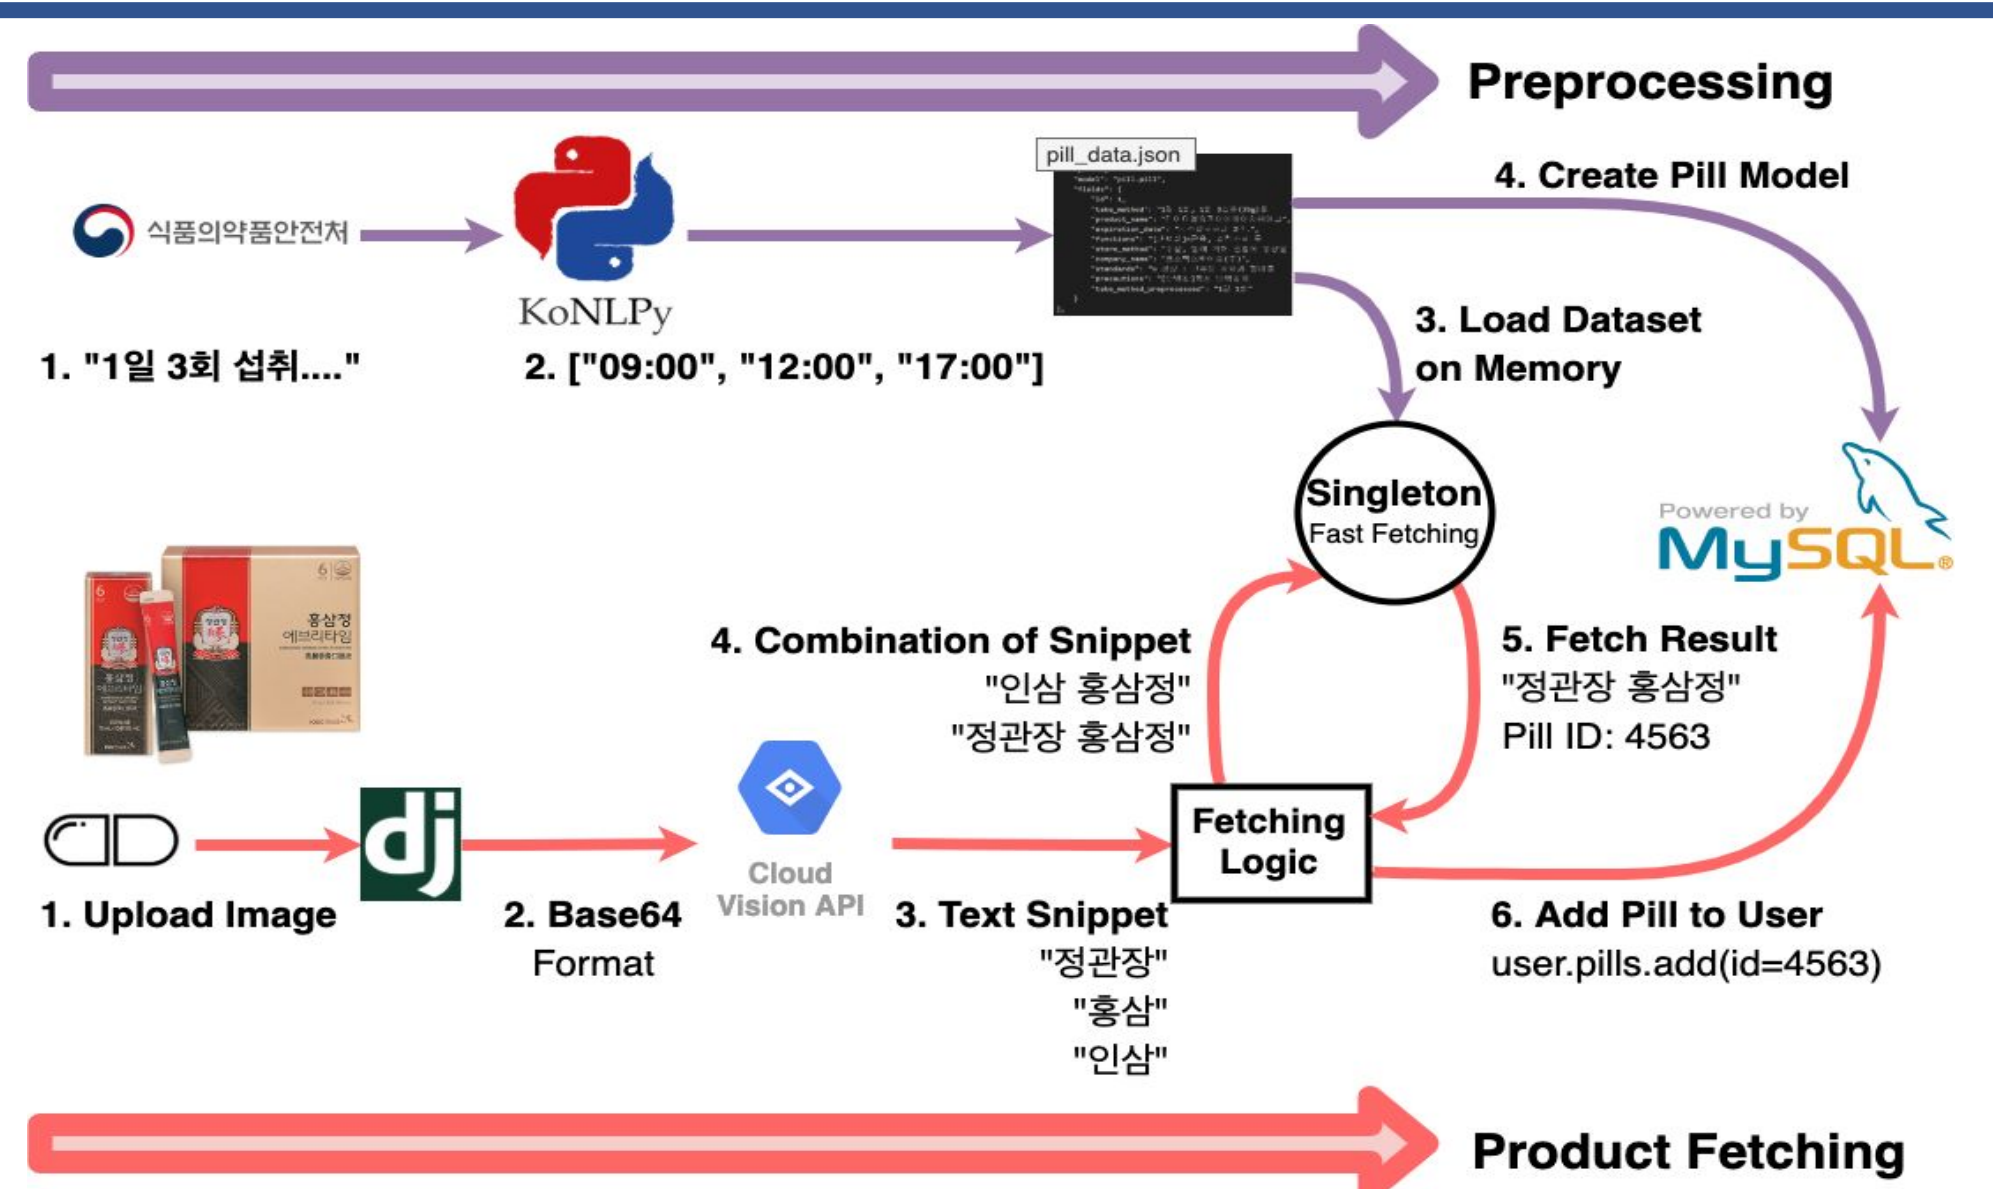 Preprocessing
pill_data.json
4. Create Pill Model
식품의약품안전처
KoNLPy
3. Load Dataset
on Memory
1. "1일 3회 섭취...."
2. ["09:00", "12:00", "17:00"]
Singleton
Fast Fetching
Powered by
MySQL®
6
홍삼정
에브리타임
4. Combination of Snippet
"인삼 홍삼정"
"정관장 홍삼정"
5. Fetch Result
"정관장 홍삼정"
Pill ID: 4563
dj
Cloud
Vision API
Fetching
Logic
1. Upload Image
2. Base64
Format
3. Text Snippet
"정관장"
"홍삼"
"인삼"
6. Add Pill to User
user.pills.add(id=4563)
Product Fetching